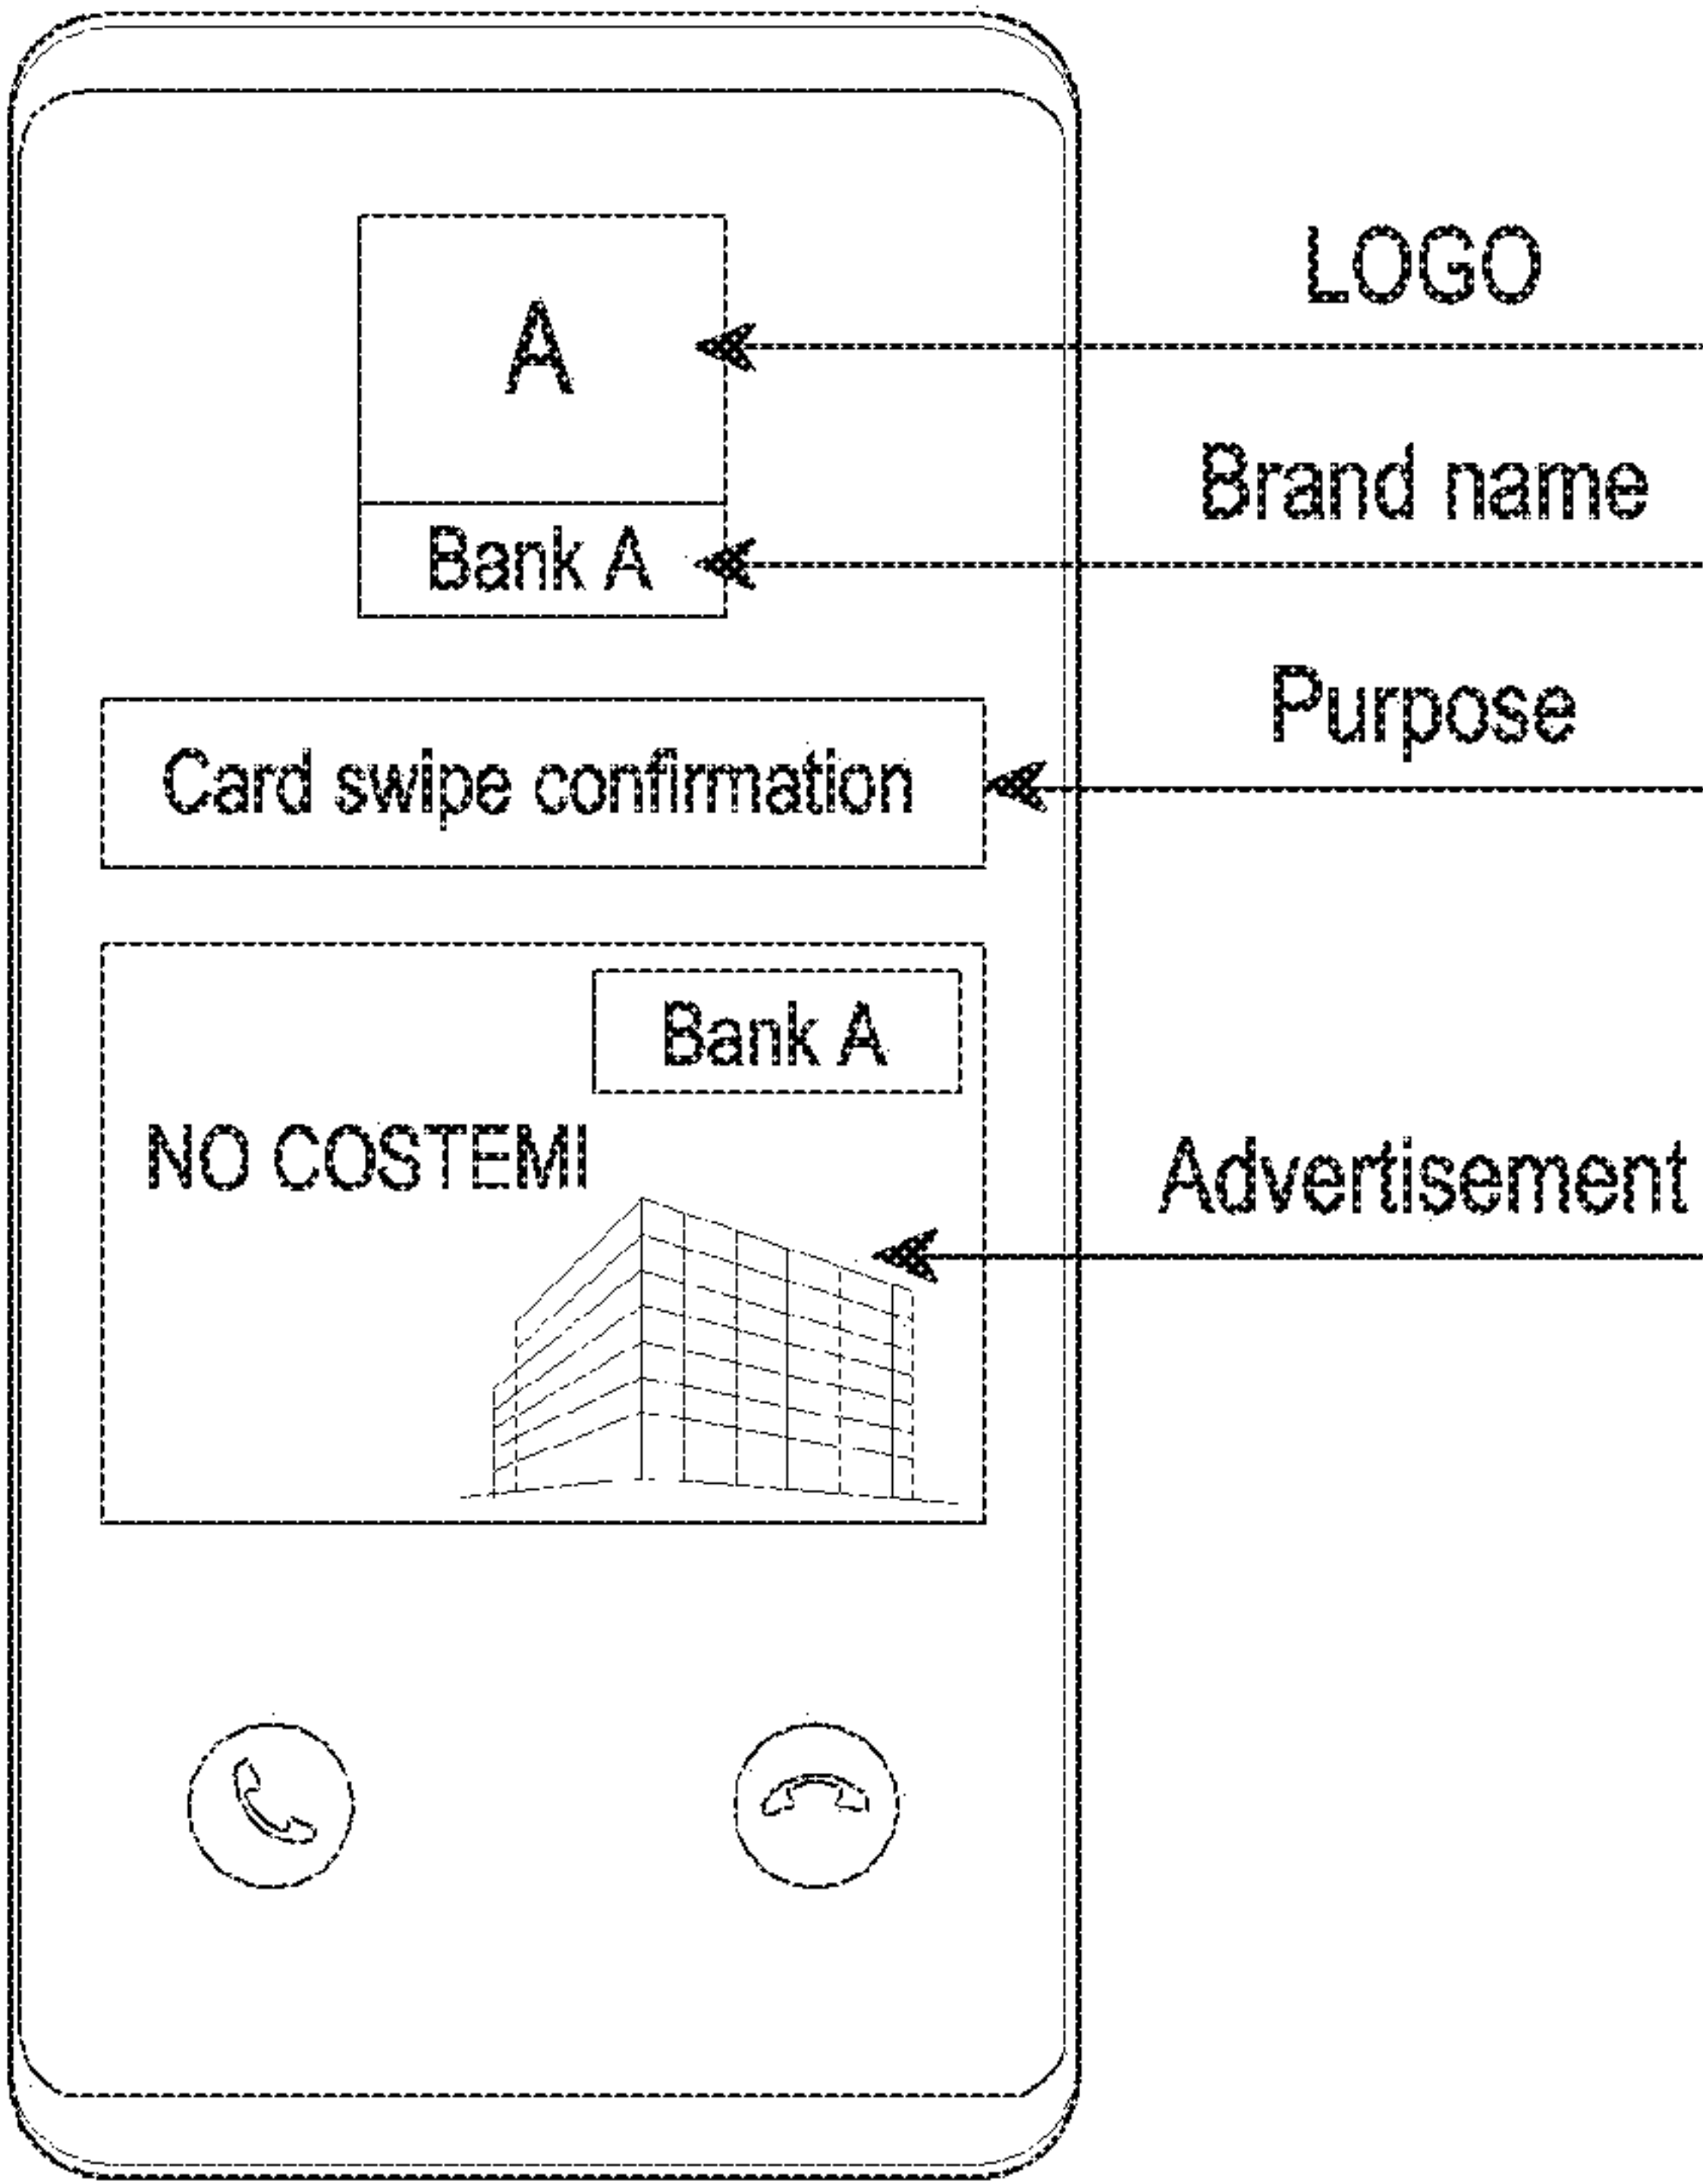 LOGO
A
Brand name
Bank A
Purpose
Card swipe confirmation
Bank A
NO COSTEMI
Advertisement